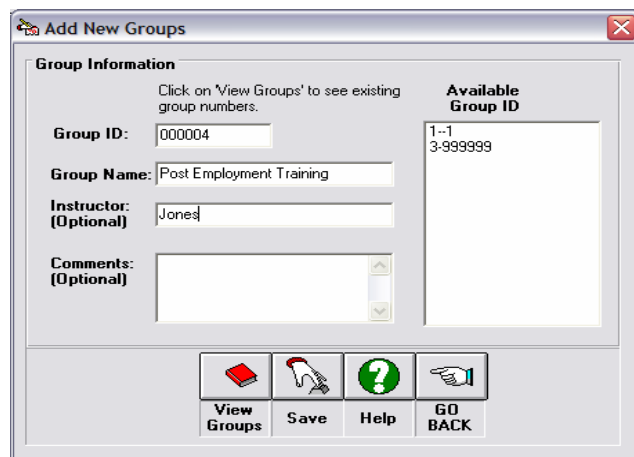 Add New Groups
Group Information
Click on 'View Groups' to see existing
group numbers.
Available
Group ID
Group ID: 000004
1--1
3-999999
Group Name: Post Employment Training
Instructor:
(Optional)
Jones
Comments:
(Optional)
View
Groups
Save
Help
GO
BACK